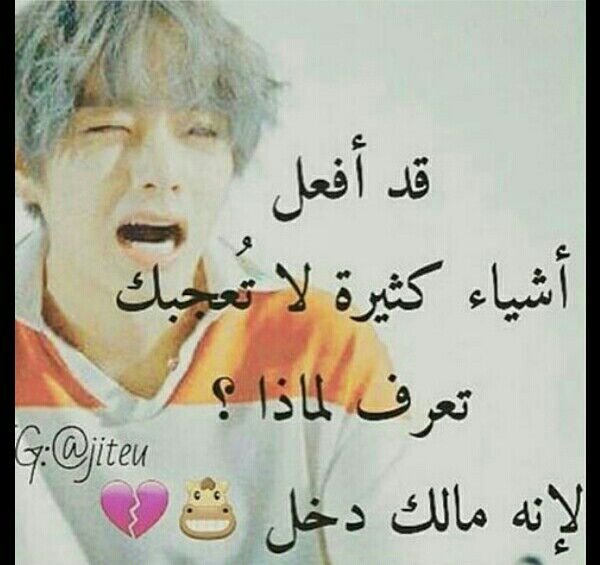 قد أفعل
أشياء كثيرة لا تُعجبك
تعرف لماذا ؟
G:@jiteu
لإنه مالك دخل